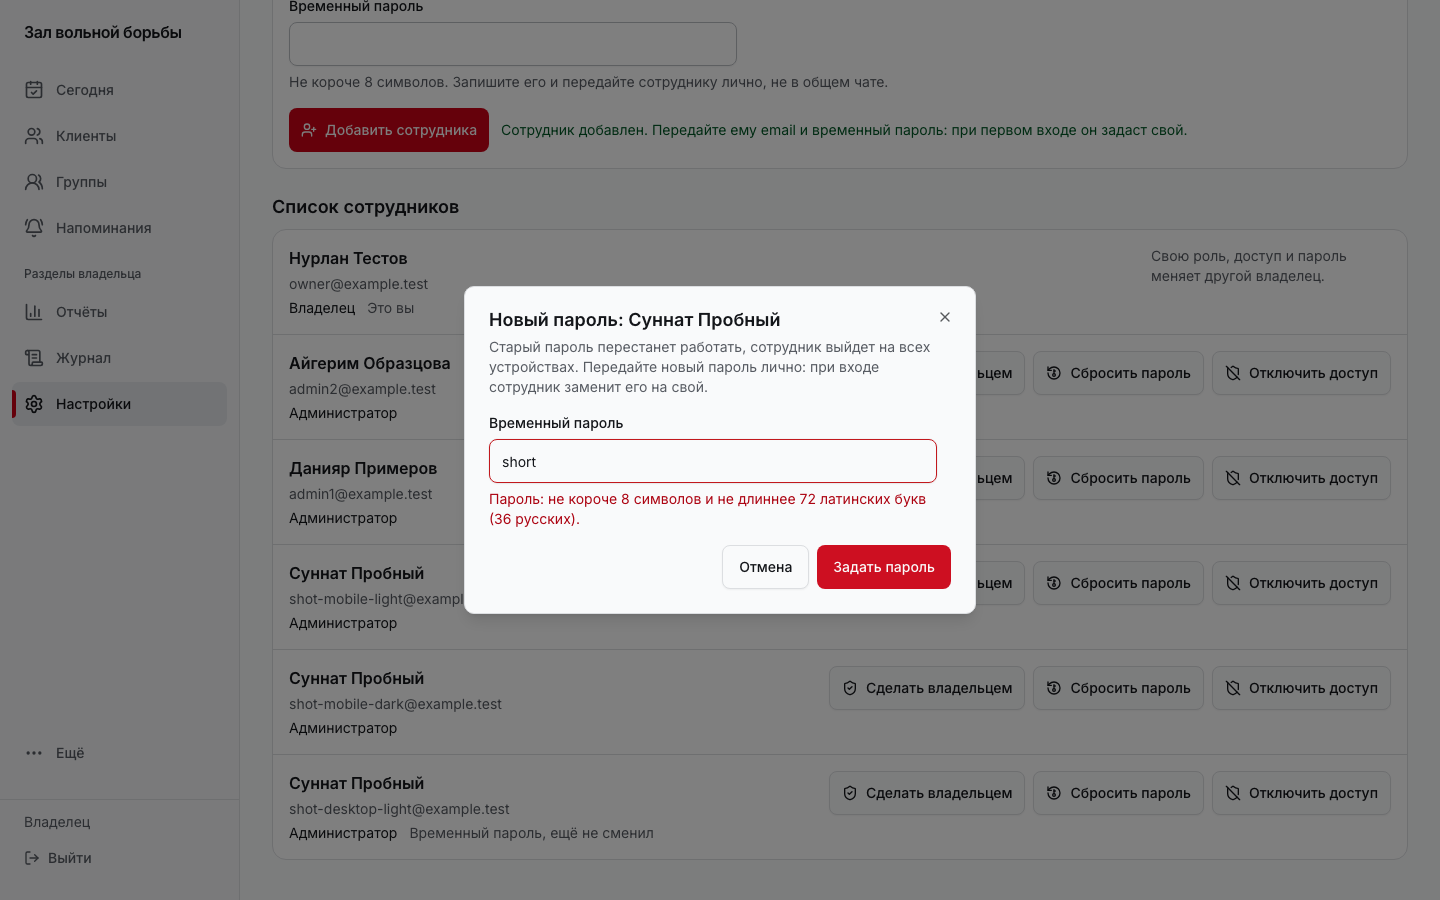 Зал вольной борьбы
Сегодня
Клиенты
Группы
Напоминания
Разделы владельца
Отчёты
Журнал
Настройки
Ещё
Владелец
Выйти
Временный пароль
Не короче 8 символов. Запишите его и передайте сотруднику лично, не в общем чате.
Добавить сотрудника
Сотрудник добавлен. Передайте ему email и временный пароль: при первом входе он задаст свой.
Список сотрудников
Нурлан Тестов
owner@example.test
Владелец Это вы
Свою роль, доступ и пароль
меняет другой владелец.
Айгерим Образцова
admin2@example.test
Администратор
ьцем
Сбросить пароль
Отключить доступ
Данияр Примеров
admin1@example.test
Администратор
ьцем
Сбросить пароль
Отключить доступ
Суннат Пробный
shot-mobile-light@exampl
Администратор
ьцем
Сбросить пароль
Отключить доступ
Суннат Пробный
shot-mobile-dark@example.test
Администратор
Сделать владельцем
Сбросить пароль
Отключить доступ
Суннат Пробный
shot-desktop-light@example.test
Администратор Временный пароль, ещё не сменил
Сделать владельцем
Сбросить пароль
Отключить доступ
Новый пароль: Суннат Пробный
Старый пароль перестанет работать, сотрудник выйдет на всех
устройствах. Передайте новый пароль лично: при входе
сотрудник заменит его на свой.
Временный пароль
short
Пароль: не короче 8 символов и не длиннее 72 латинских букв
(36 русских).
Отмена
Задать пароль